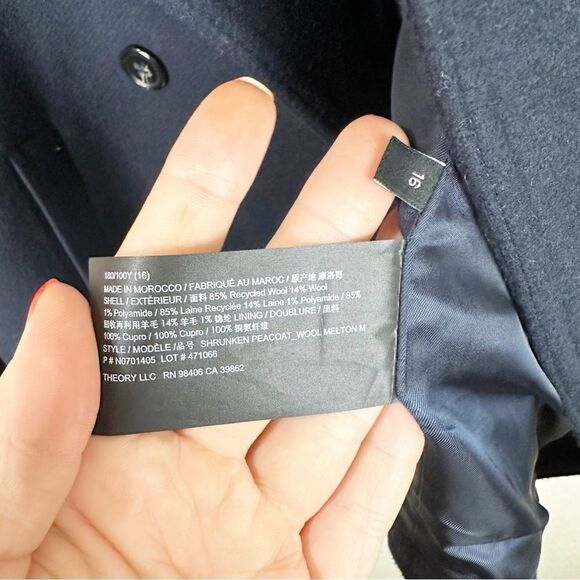 16
180/100Y (16)
MADE IN MOROCCO / FABRIQUÉ AU MAROC / 原产地 摩洛哥
SHELL / EXTÉRIEUR / 面料 85% Recycled Wool 14% Wool
1% Polyamide / 85% Laine Recyclée 14% Laine 1% Polyamide / 85%
回收再利用羊毛 14% 羊毛 1% 锦纶 LINING / DOUBLURE / 里料
100% Cupro / 100% Cupro / 100% 铜氨纤维
STYLE / MODÈLE /品号 SHRUNKEN PEACOAT_WOOL MELTON M
P # N0701405 LOT # 471066
THEORY LLC RN 98406 CA 39862